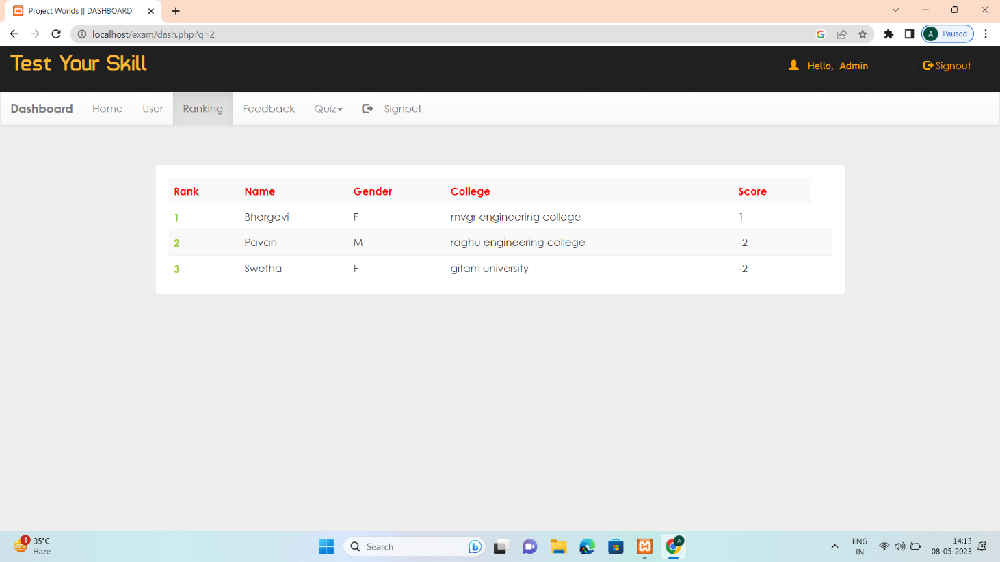 Project Worlds || DASHBOARD
localhost/exam/dash.php?q=2
A Paused
Test Your Skill
Hello, Admin
Signout
Dashboard Home User Ranking Feedback Quiz Signout
Rank Name Gender College Score
1 Bhargavi F mvgr engineering college 1
2 Pavan M raghu engineering college -2
3 Swetha F gitam university -2
1
35°C
Haze
Search
A
ENG
IN
14:13
08-05-2023